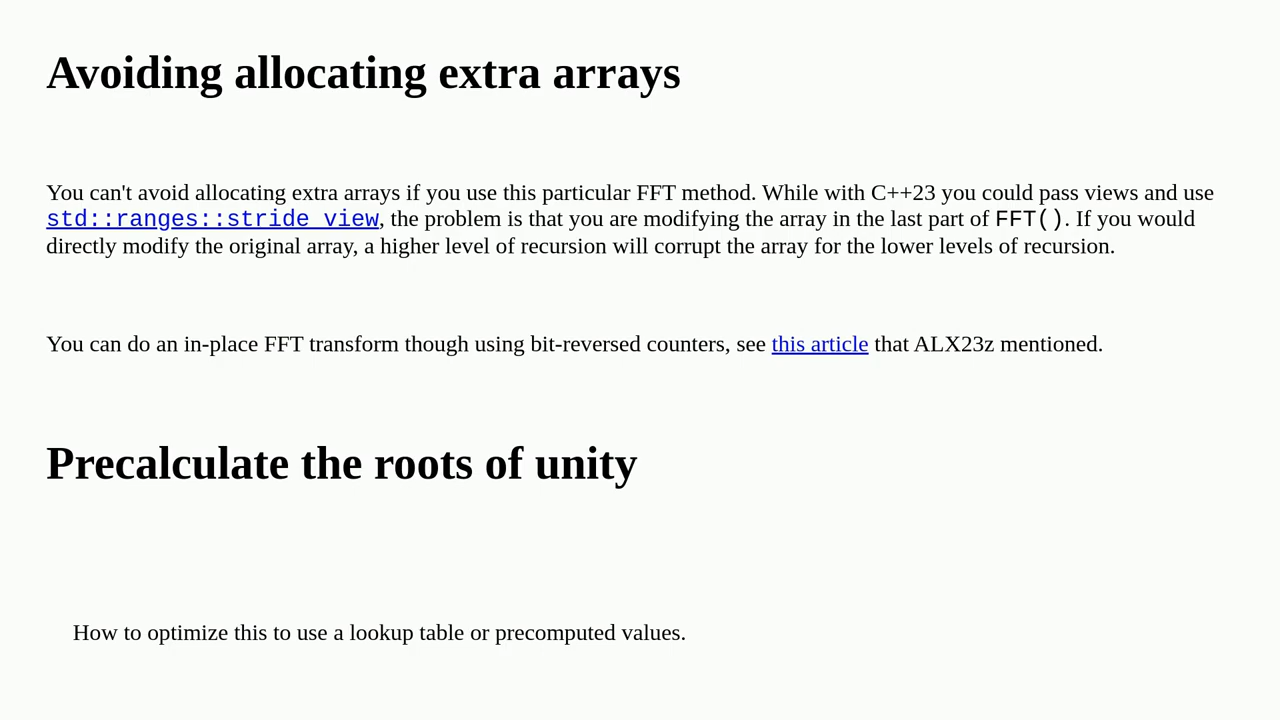 Avoiding allocating extra arrays
You can't avoid allocating extra arrays if you use this particular FFT method. While with C++23 you could pass views and use
std::ranges::stride_view, the problem is that you are modifying the array in the last part of FFT(). If you would
directly modify the original array, a higher level of recursion will corrupt the array for the lower levels of recursion.
You can do an in-place FFT transform though using bit-reversed counters, see this article that ALX23z mentioned.
Precalculate the roots of unity
How to optimize this to use a lookup table or precomputed values.